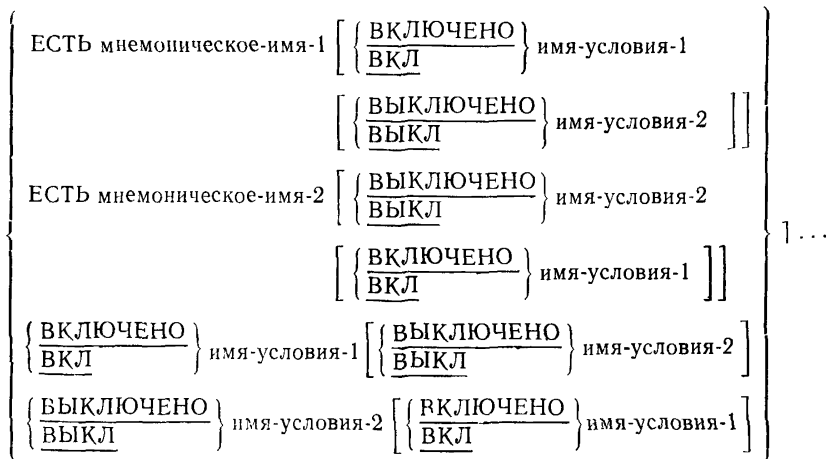 ЕСТЬ мнемоническое-имя-1 [ { ВКЛЮЧЕНО
ВКЛ } имя-условия-1
[ { ВЫКЛЮЧЕНО
ВЫКЛ } имя-условия-2 ] ]
ЕСТЬ мнемоническое-имя-2 [ { ВЫКЛЮЧЕНО
ВЫКЛ } имя-условия-2
[ { ВКЛЮЧЕНО
ВКЛ } имя-условия-1 ] ]
1 ...
{ ВКЛЮЧЕНО
ВКЛ } имя-условия-1 [ { ВЫКЛЮЧЕНО
ВЫКЛ } имя-условия-2 ]
{ ВЫКЛЮЧЕНО
ВЫКЛ } имя-условия-2 [ { ВКЛЮЧЕНО
ВКЛ } имя-условия-1 ]